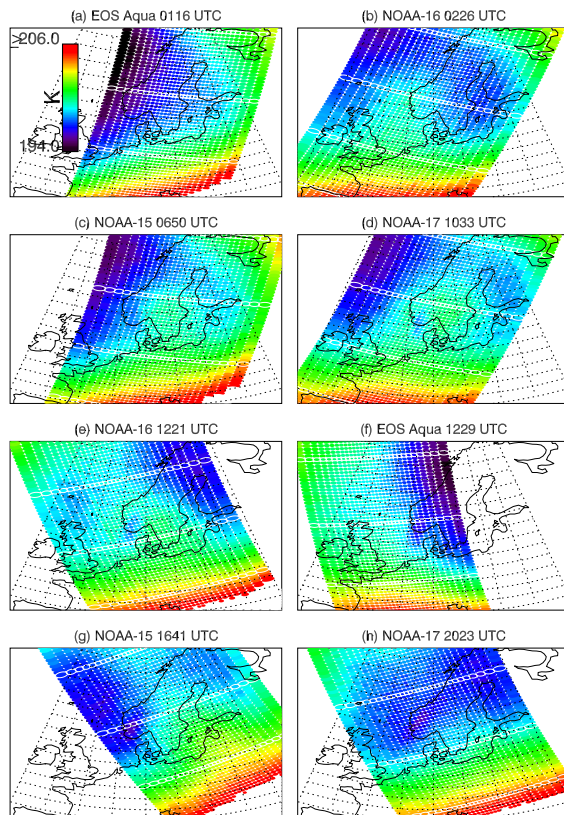 (a) EOS Aqua 0116 UTC
(b) NOAA-16 0226 UTC
≥206.0
K
194.0
(c) NOAA-15 0650 UTC
(d) NOAA-17 1033 UTC
(e) NOAA-16 1221 UTC
(f) EOS Aqua 1229 UTC
(g) NOAA-15 1641 UTC
(h) NOAA-17 2023 UTC